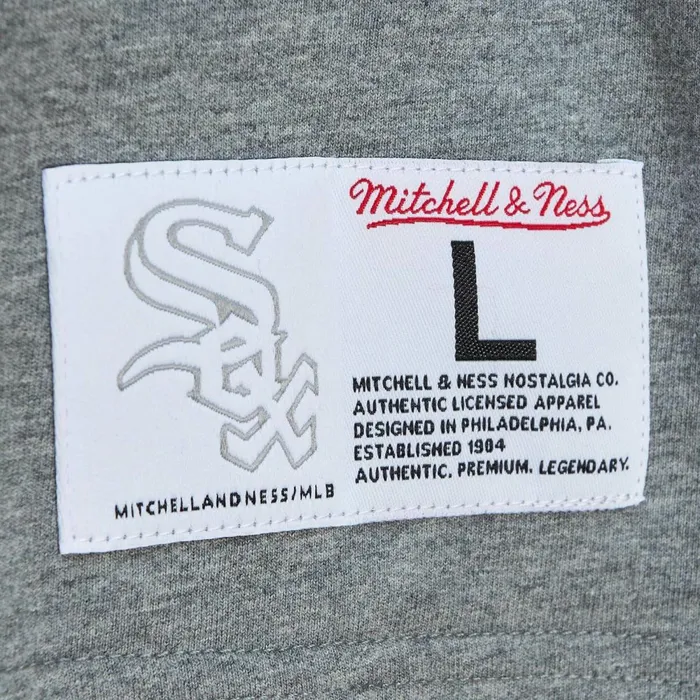 Sox
MITCHELLANDNESS/MLB
Mitchell & Ness
L
MITCHELL & NESS NOSTALGIA CO.
AUTHENTIC LICENSED APPAREL
DESIGNED IN PHILADELPHIA, PA.
ESTABLISHED 1904
AUTHENTIC. PREMIUM. LEGENDARY.